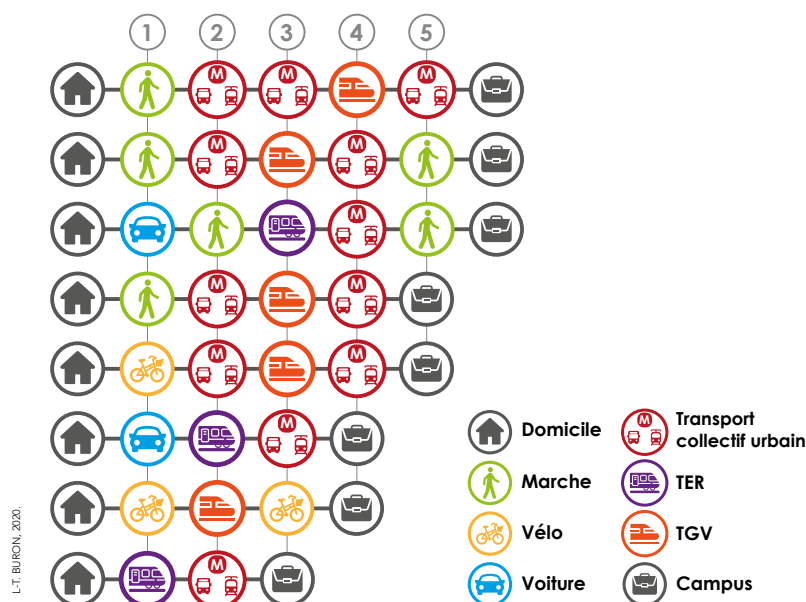 1 2 3 4 5
M M M
M M
M
M M
M M
M
M
Domicile
M Transport
collectif urbain
Marche
TER
Vélo
TGV
Voiture
Campus
L-T. BURON, 2020.